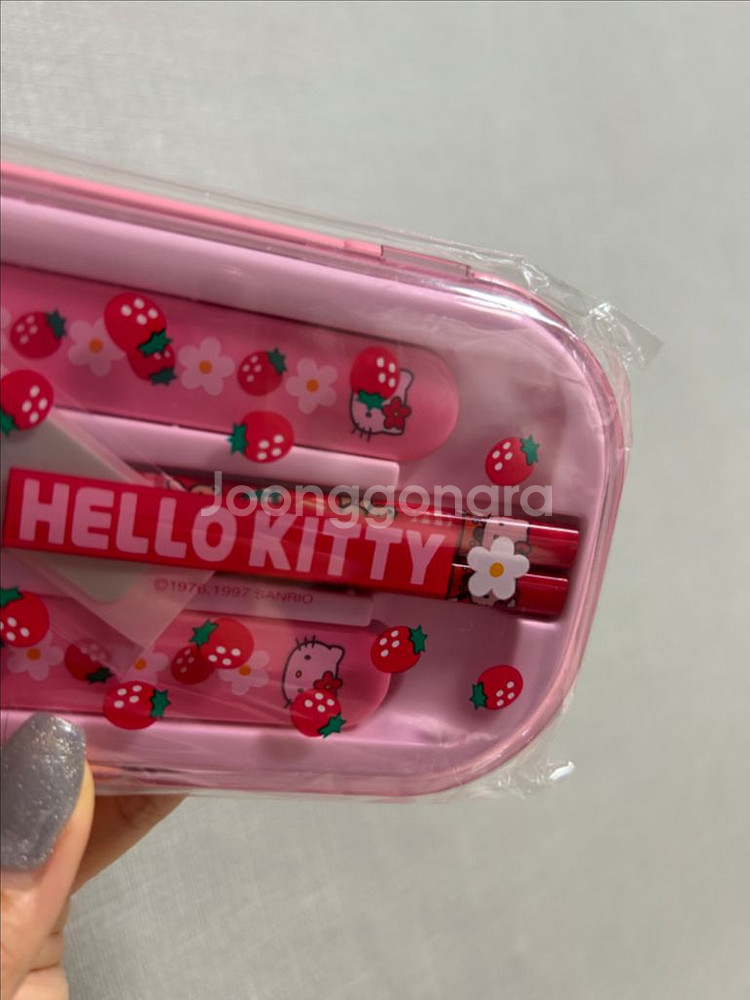 Joonggonara
HELLO KITTY
©1976,1997 SANRIO